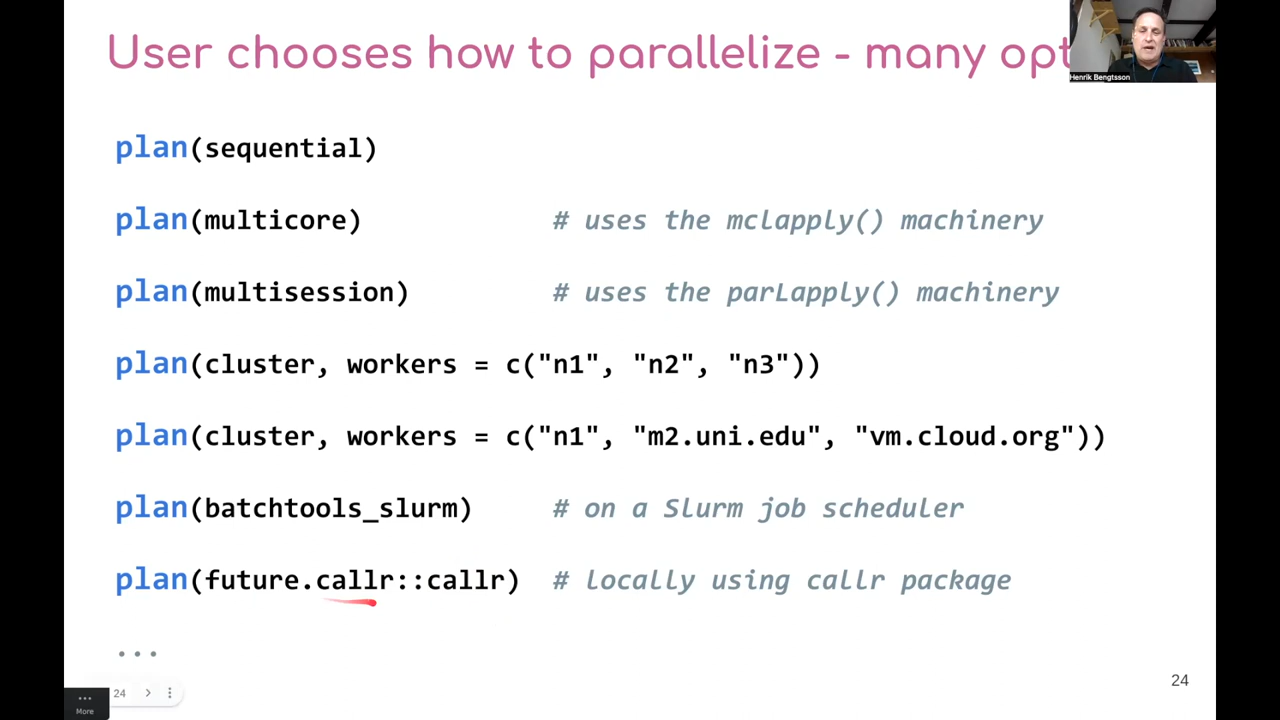 User chooses how to parallelize - many opt
Henrik Bengtsson
plan(sequential)
plan(multicore) # uses the mclapply() machinery
plan(multisession) # uses the parLapply() machinery
plan(cluster, workers = c("n1", "n2", "n3"))
plan(cluster, workers = c("n1", "m2.uni.edu", "vm.cloud.org"))
plan(batchtools_slurm) # on a Slurm job scheduler
plan(future.callr::callr) # locally using callr package
...
24
24
More